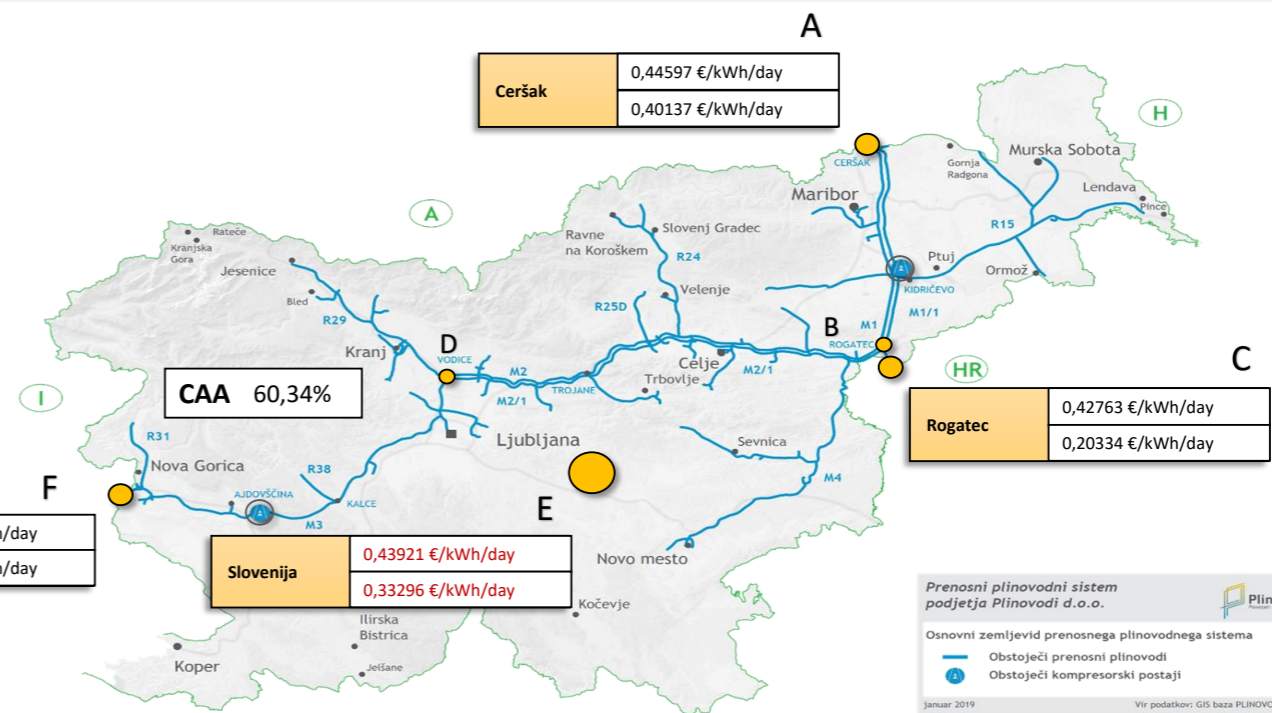 A
Ceršak
0,44597 €/kWh/day
0,40137 €/kWh/day
H
CERŠAK
Gornja
Radgona
Murska Sobota
Lendava
Pince
Maribor
R15
A
Rateče
Kranjska
Gora
Jesenice
Bled
R29
Ravne
na Koroškem
Slovenj Gradec
R24
Velenje
R25D
Ptuj
Ormož
KIDRIČEVO
M1/1
M1
B
ROGATEC
D
VODICE
Kranj
M2
M2/1
TROJANE
Celje
Trbovlje
M2/1
HR
C
Rogatec
0,42763 €/kWh/day
0,20334 €/kWh/day
I
CAA 60,34%
R31
Nova Gorica
Ljubljana
Sevnica
M4
F
/day
/day
AJDOVŠČINA
R38
KALCE
M3
E
Slovenija
0,43921 €/kWh/day
0,33296 €/kWh/day
Novo mesto
Kočevje
Ilirska
Bistrica
Jelšane
Koper
Prenosni plinovodni sistem
podjetja Plinovodi d.o.o.
Osnovni zemljevid prenosnega plinovodnega sistema
Obstoječi prenosni plinovodi
Obstoječi kompresorski postaji
januar 2019
Vir podatkov: GIS baza PLINOVO